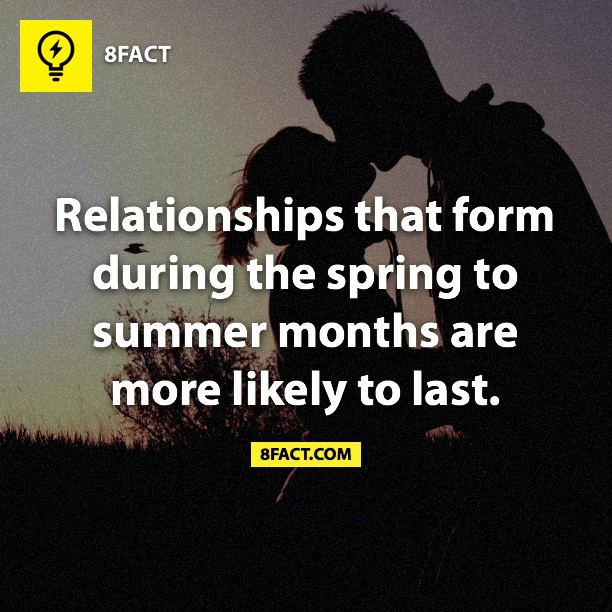 8FACT
Relationships that form
during the spring to
summer months are
more likely to last.
8FACT.COM